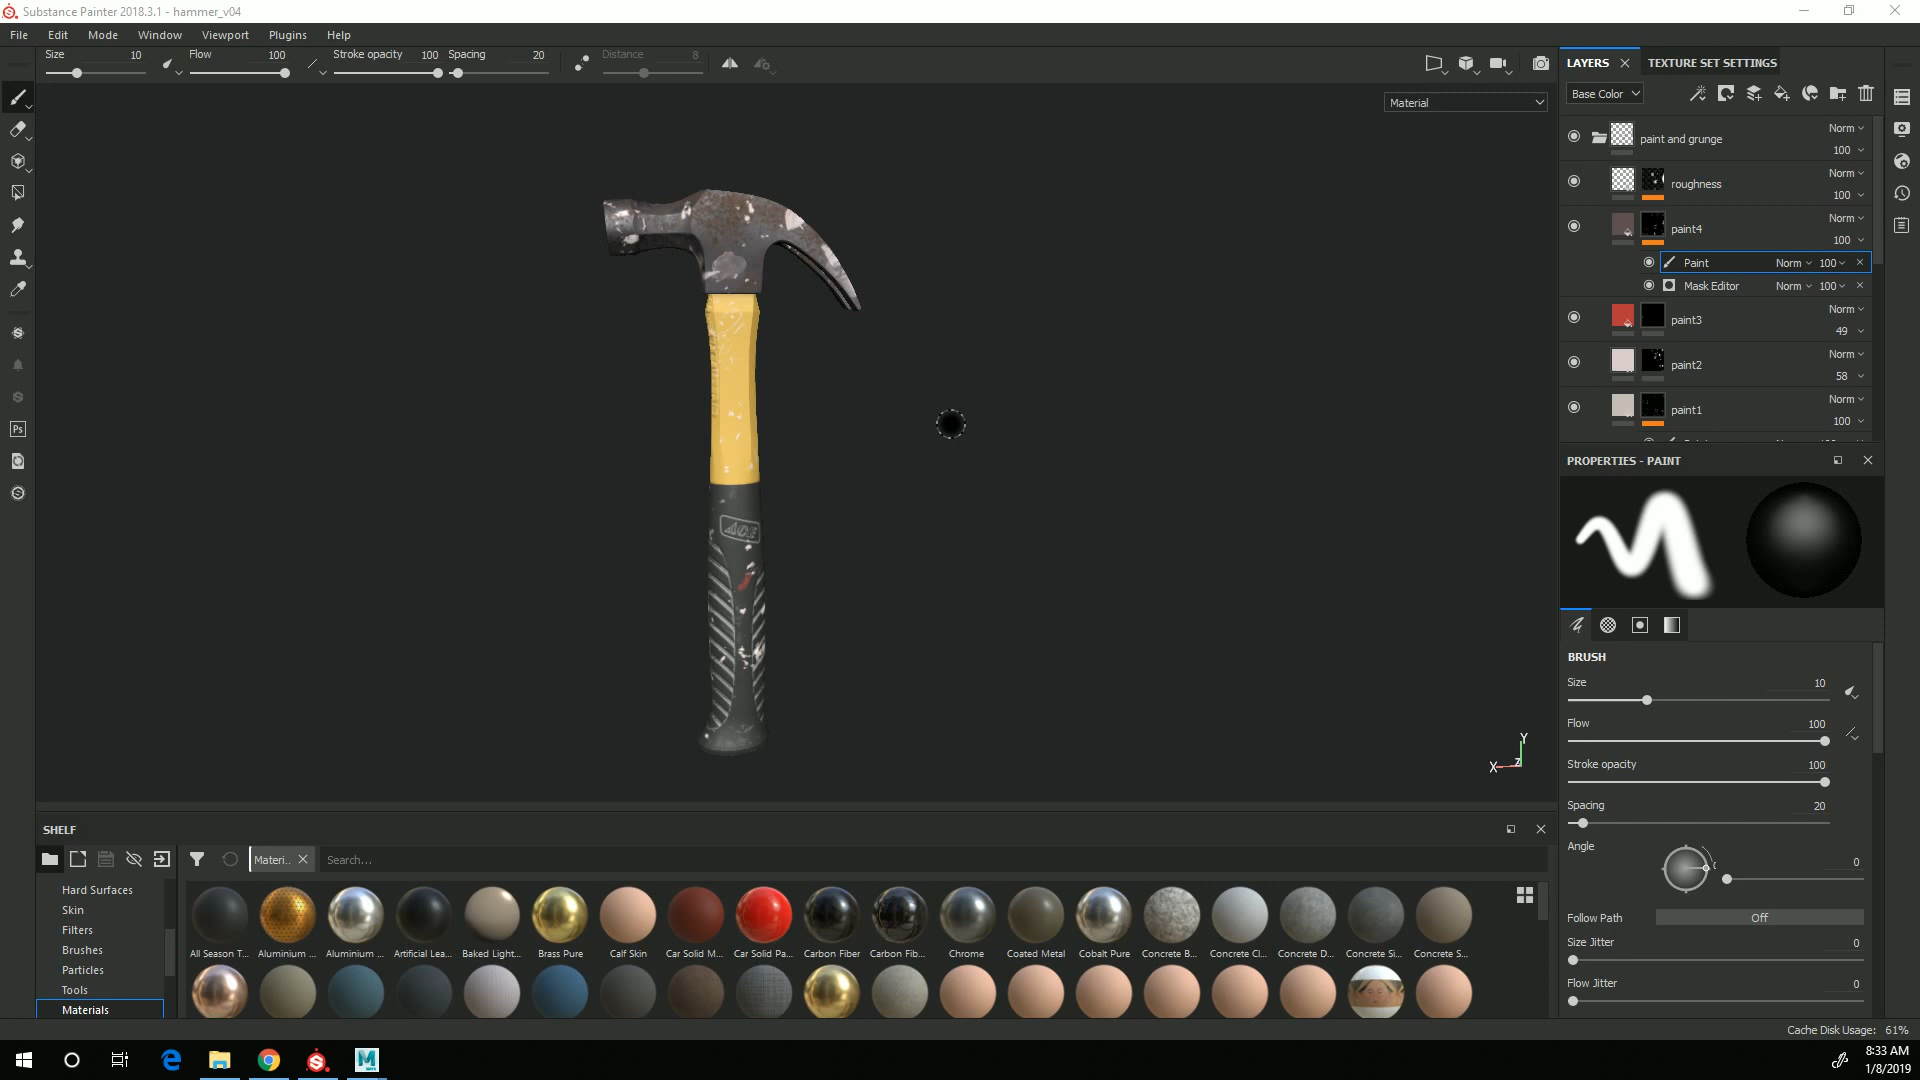 Substance Painter 2018.3.1 - hammer_v04
File Edit Mode Window Viewport Plugins Help
Size 10 Flow 100 Stroke opacity 100 Spacing 20 Distance 8
Material
LAYERS TEXTURE SET SETTINGS
Base Color
paint and grunge Norm 100
roughness Norm 100
paint4 Norm 100
Paint Norm 100
Mask Editor Norm 100
paint3 Norm 49
paint2 Norm 58
paint1 Norm 100
PROPERTIES - PAINT
BRUSH
Size 10
Flow 100
Stroke opacity 100
Spacing 20
Angle 0
Follow Path Off
Size Jitter 0
Flow Jitter 0
ACE
Y
X Z
Ps
SHELF
Materi.. Search...
Hard Surfaces
Skin
Filters
Brushes
Particles
Tools
Materials
All Season T... Aluminium ... Aluminium ... Artificial Lea... Baked Light... Brass Pure Calf Skin Car Solid M... Car Solid Pa... Carbon Fiber Carbon Fib... Chrome Coated Metal Cobalt Pure Concrete B... Concrete Cl... Concrete D... Concrete Si... Concrete S...
Cache Disk Usage: 61%
8:33 AM
1/8/2019